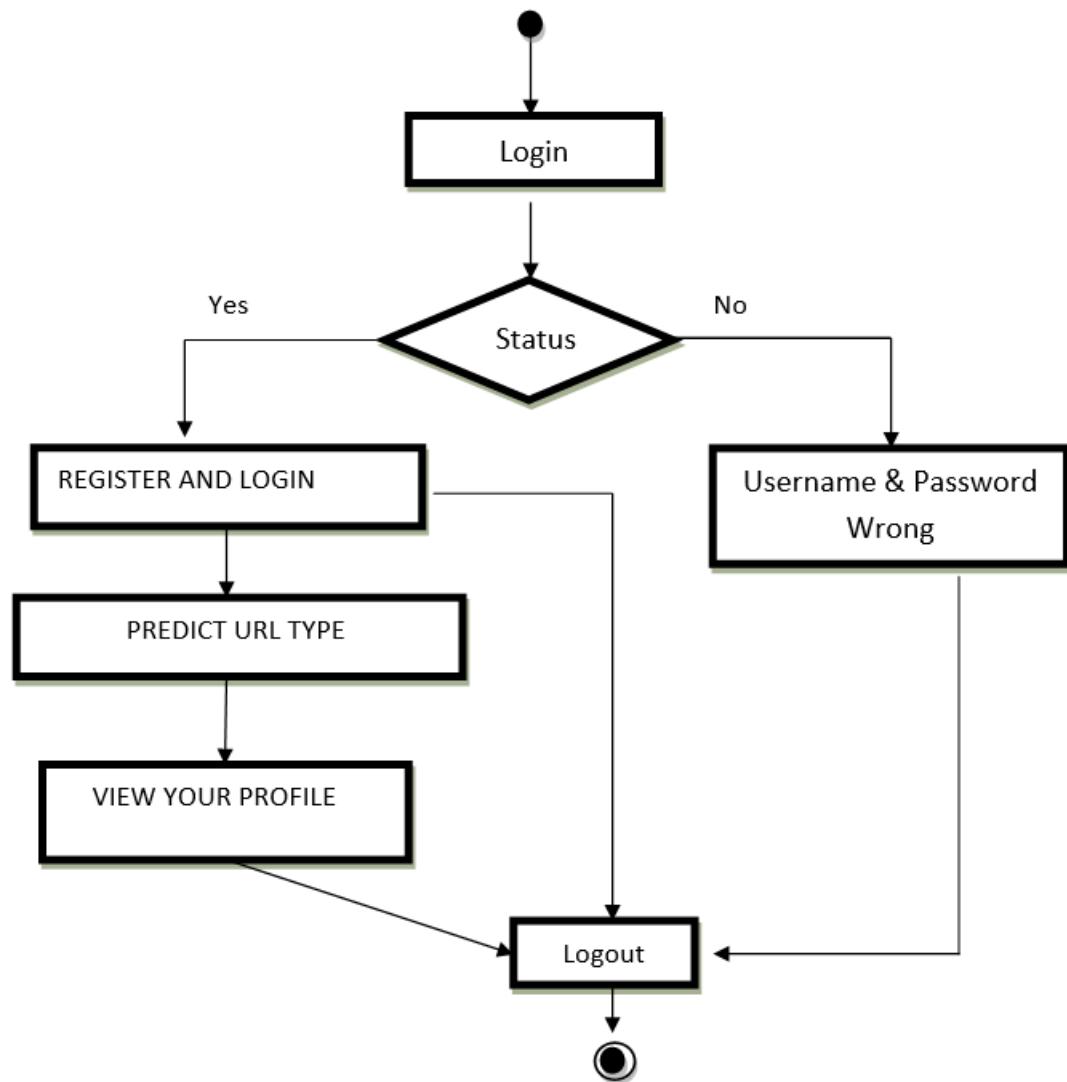 Login
Yes
No
Status
REGISTER AND LOGIN
Username & Password
Wrong
PREDICT URL TYPE
VIEW YOUR PROFILE
Logout